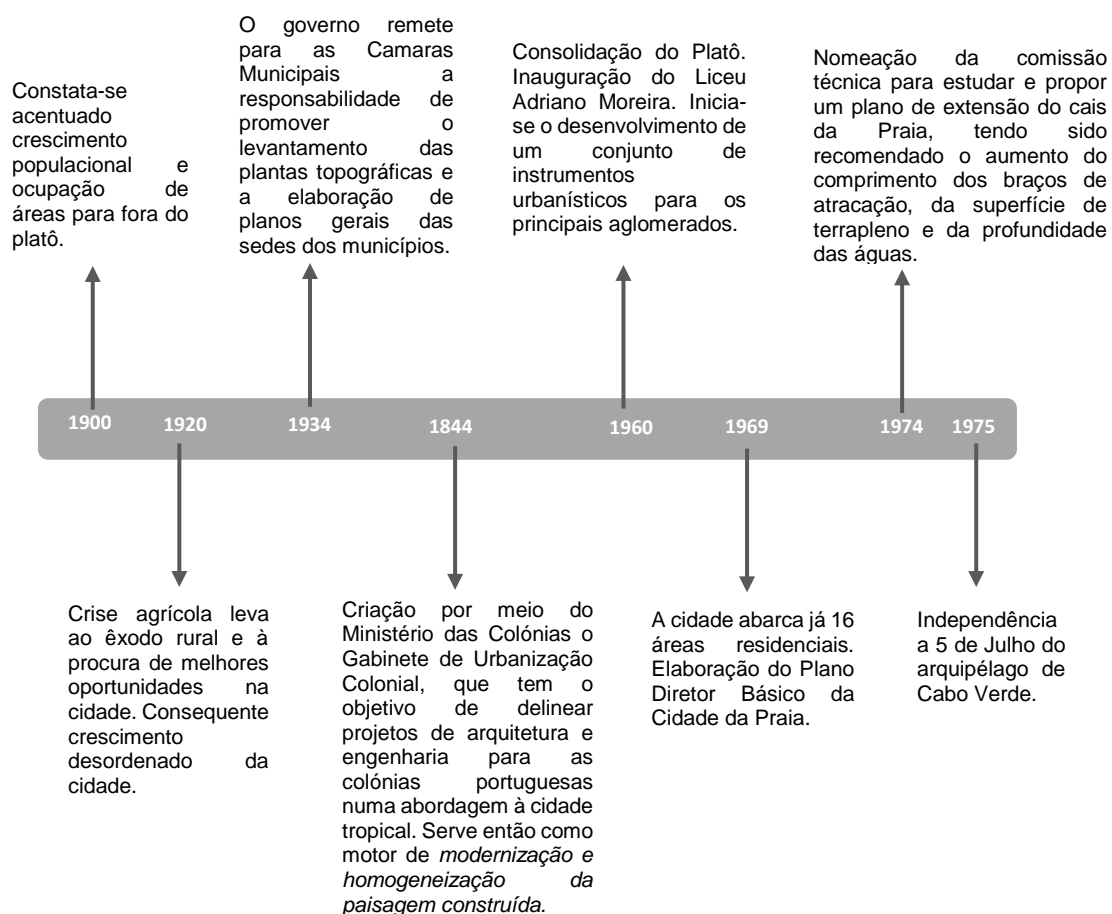 Constata-se
acentuado
crescimento
populacional e
ocupação de
áreas para fora do
platô.
O governo remete
para as Camaras
Municipais a
responsabilidade de
promover o
levantamento das
plantas topográficas e
a elaboração de
planos gerais das
sedes dos municípios.
Consolidação do Platô.
Inauguração do Liceu
Adriano Moreira. Inicia-
se o desenvolvimento de
um conjunto de
instrumentos
urbanísticos para os
principais aglomerados.
Nomeação da comissão
técnica para estudar e propor
um plano de extensão do cais
da Praia, tendo sido
recomendado o aumento do
comprimento dos braços de
atracação, da superfície de
terrapleno e da profundidade
das águas.
1900 1920 1934 1844 1960 1969 1974 1975
Crise agrícola leva
ao êxodo rural e à
procura de melhores
oportunidades na
cidade. Consequente
crescimento
desordenado da
cidade.
Criação por meio do
Ministério das Colónias o
Gabinete de Urbanização
Colonial, que tem o
objetivo de delinear
projetos de arquitetura e
engenharia para as
colónias portuguesas
numa abordagem à cidade
tropical. Serve então como
motor de modernização e
homogeneização da
paisagem construída.
A cidade abarca já 16
áreas residenciais.
Elaboração do Plano
Diretor Básico da
Cidade da Praia.
Independência
a 5 de Julho do
arquipélago de
Cabo Verde.